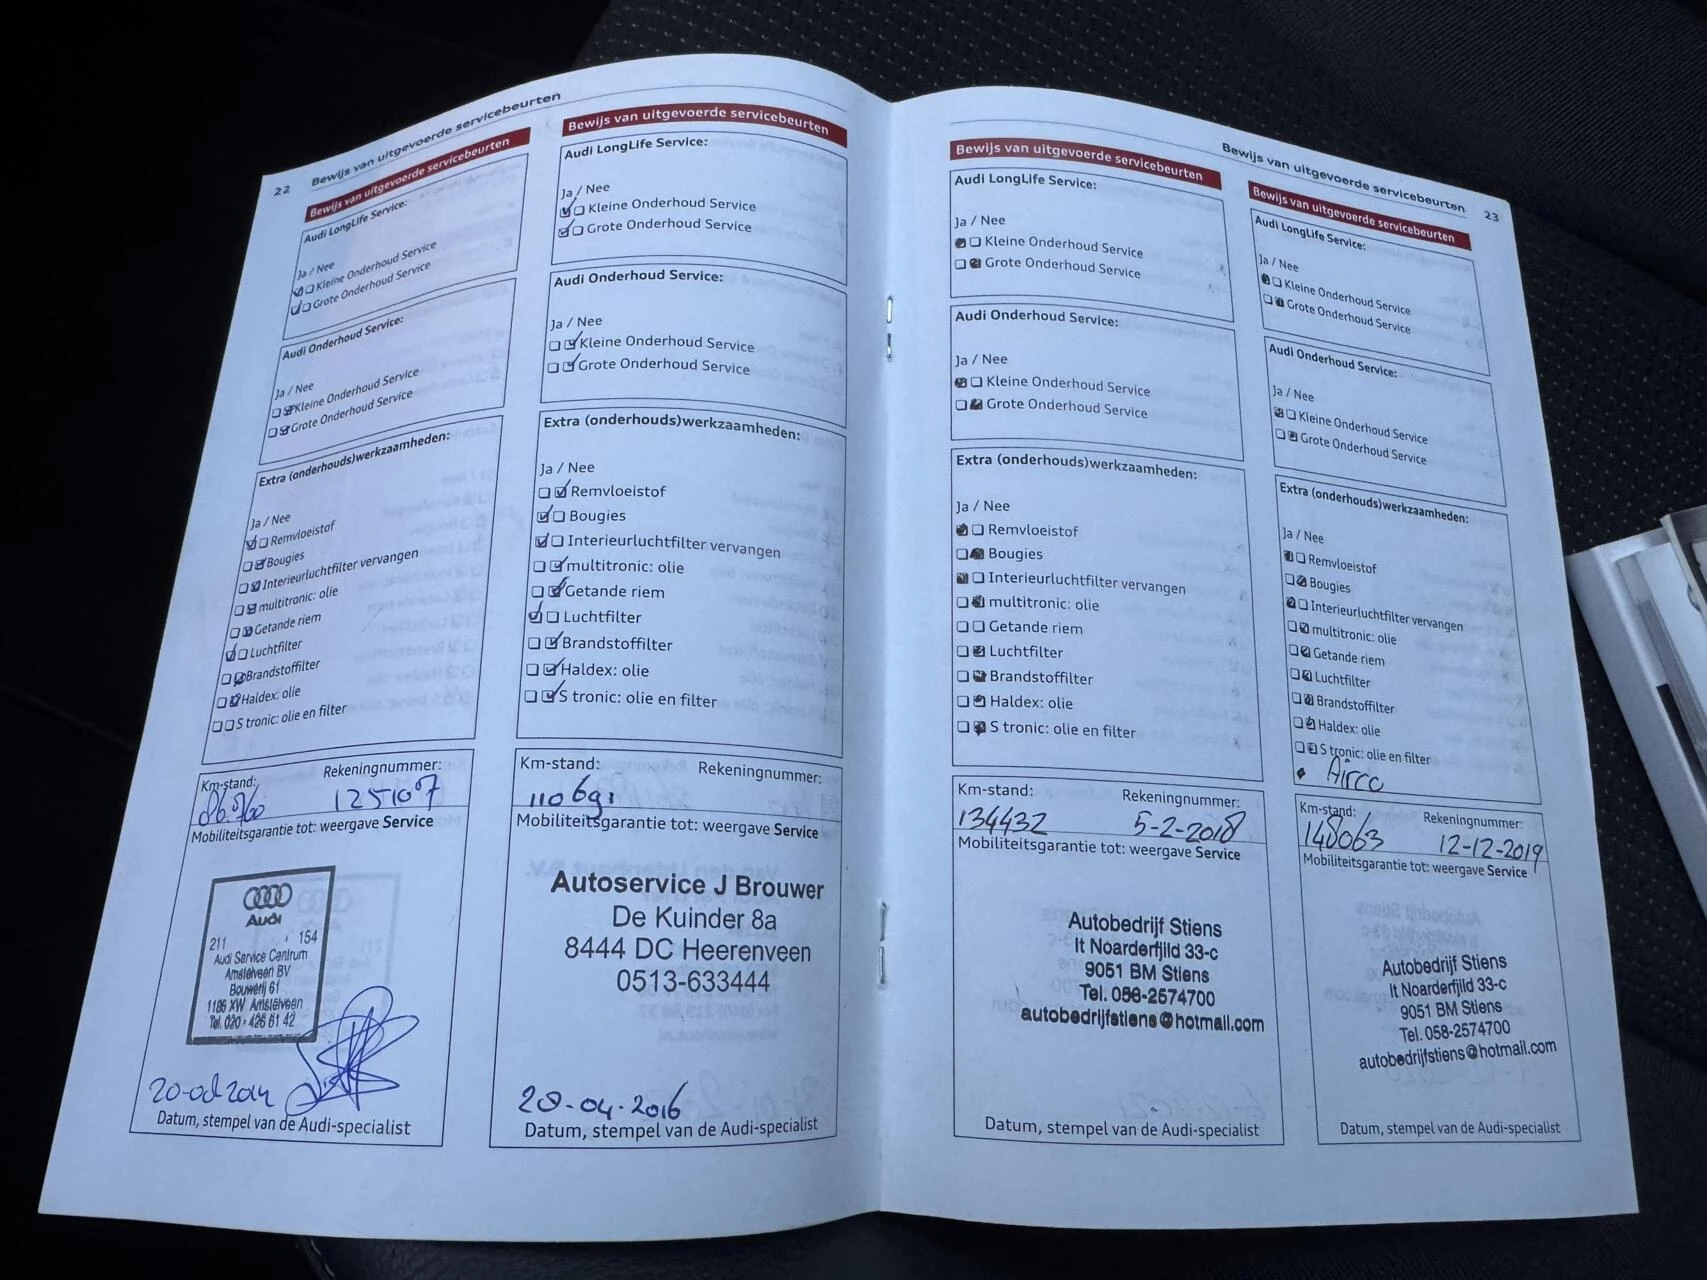 22 Bewijs van uitgevoerde servicebeurten
Bewijs van uitgevoerde servicebeurten
Audi LongLife Service:
Ja / Nee
Kleine Onderhoud Service
Grote Onderhoud Service
Audi Onderhoud Service:
Ja / Nee
Kleine Onderhoud Service
Grote Onderhoud Service
Extra (onderhouds)werkzaamheden:
Ja / Nee
Remvloeistof
Bougies
Interieurluchtfilter vervangen
multitronic: olie
Getande riem
Luchtfilter
Brandstoffilter
Haldex: olie
S tronic: olie en filter
Km-stand: Rekeningnummer:
125107
Mobiliteitsgarantie tot: weergave Service
Audi
211 154
Audi Service Centrum
Amstelveen BV
Bouwerij 61
1185 XW Amstelveen
Tel. 020 - 426 61 42
20-oct 2014
Datum, stempel van de Audi-specialist
Bewijs van uitgevoerde servicebeurten
Audi LongLife Service:
Ja / Nee
Kleine Onderhoud Service
Grote Onderhoud Service
Audi Onderhoud Service:
Ja / Nee
Kleine Onderhoud Service
Grote Onderhoud Service
Extra (onderhouds)werkzaamheden:
Ja / Nee
Remvloeistof
Bougies
Interieurluchtfilter vervangen
multitronic: olie
Getande riem
Luchtfilter
Brandstoffilter
Haldex: olie
S tronic: olie en filter
Km-stand: Rekeningnummer:
110691
Mobiliteitsgarantie tot: weergave Service
Autoservice J Brouwer
De Kuinder 8a
8444 DC Heerenveen
0513-633444
20-04-2016
Datum, stempel van de Audi-specialist
Bewijs van uitgevoerde servicebeurten 23
Bewijs van uitgevoerde servicebeurten
Audi LongLife Service:
Ja / Nee
Kleine Onderhoud Service
Grote Onderhoud Service
Audi Onderhoud Service:
Ja / Nee
Kleine Onderhoud Service
Grote Onderhoud Service
Extra (onderhouds)werkzaamheden:
Ja / Nee
Remvloeistof
Bougies
Interieurluchtfilter vervangen
multitronic: olie
Getande riem
Luchtfilter
Brandstoffilter
Haldex: olie
S tronic: olie en filter
Km-stand: Rekeningnummer:
134432 5-2-2018
Mobiliteitsgarantie tot: weergave Service
Autobedrijf Stiens
It Noarderfjild 33-c
9051 BM Stiens
Tel. 058-2574700
autobedrijfstiens@hotmail.com
Datum, stempel van de Audi-specialist
Bewijs van uitgevoerde servicebeurten
Audi LongLife Service:
Ja / Nee
Kleine Onderhoud Service
Grote Onderhoud Service
Audi Onderhoud Service:
Ja / Nee
Kleine Onderhoud Service
Grote Onderhoud Service
Extra (onderhouds)werkzaamheden:
Ja / Nee
Remvloeistof
Bougies
Interieurluchtfilter vervangen
multitronic: olie
Getande riem
Luchtfilter
Brandstoffilter
Haldex: olie
S tronic: olie en filter
Airco
Km-stand: Rekeningnummer:
148063 12-12-2019
Mobiliteitsgarantie tot: weergave Service
Autobedrijf Stiens
It Noarderfjild 33-c
9051 BM Stiens
Tel. 058-2574700
autobedrijfstiens@hotmail.com
Datum, stempel van de Audi-specialist